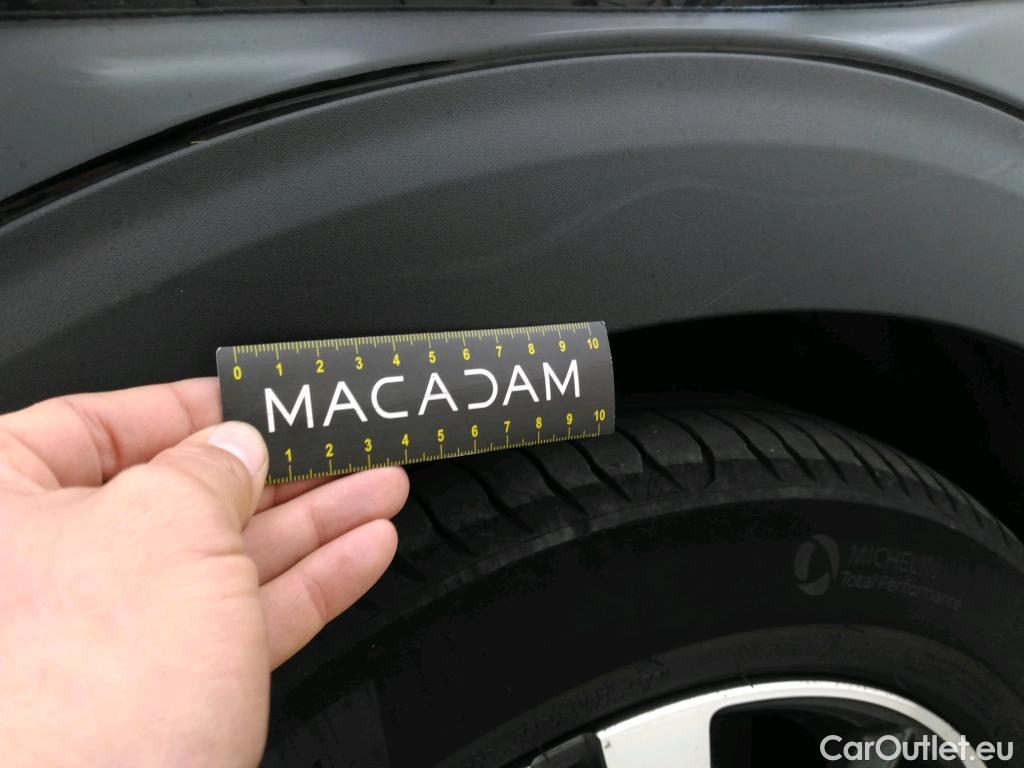 0 1 2 3 4 5 6 7 8 9 10
MACADAM
1 2 3 4 5 6 7 8 9 10
MICHELIN
Total Performance
CarOutlet.eu